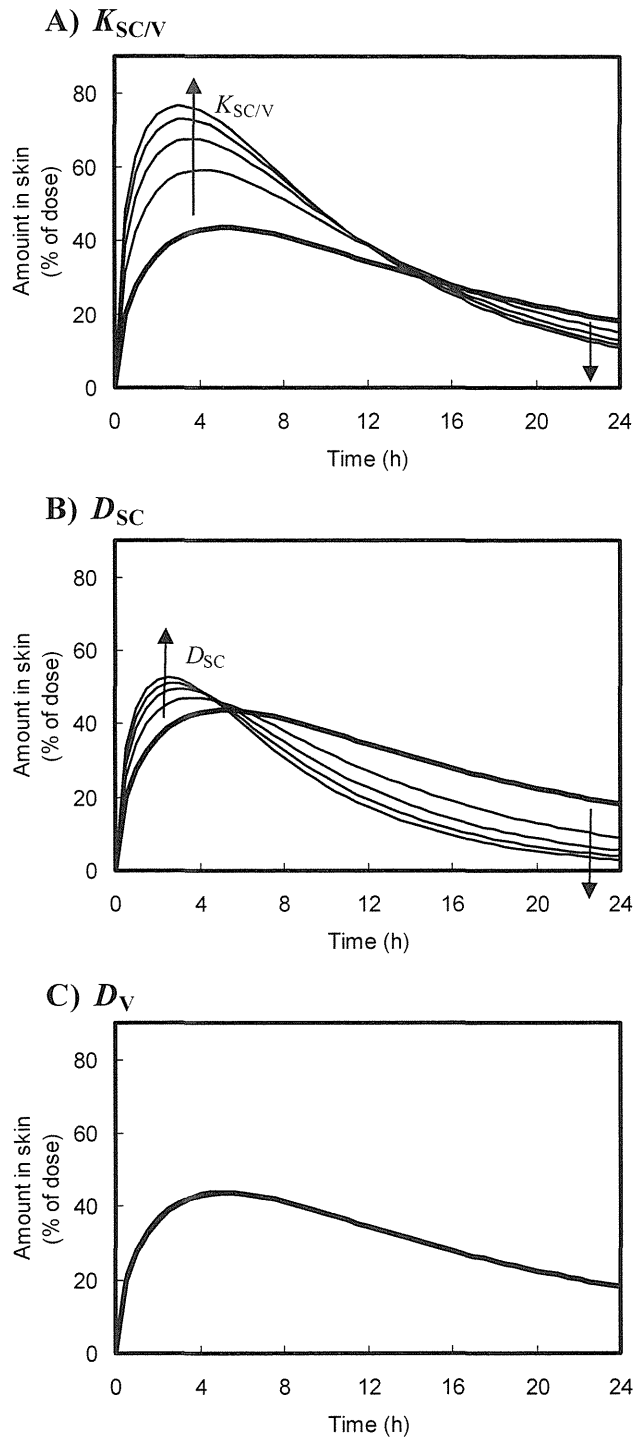 A) K_SC/V
Amouint in skin
(% of dose)
80
60
40
20
0
K_SC/V
0 4 8 12 16 20 24
Time (h)
B) D_SC
Amount in skin
(% of dose)
80
60
40
20
0
D_SC
0 4 8 12 16 20 24
Time (h)
C) D_V
Amount in skin
(% of dose)
80
60
40
20
0
0 4 8 12 16 20 24
Time (h)